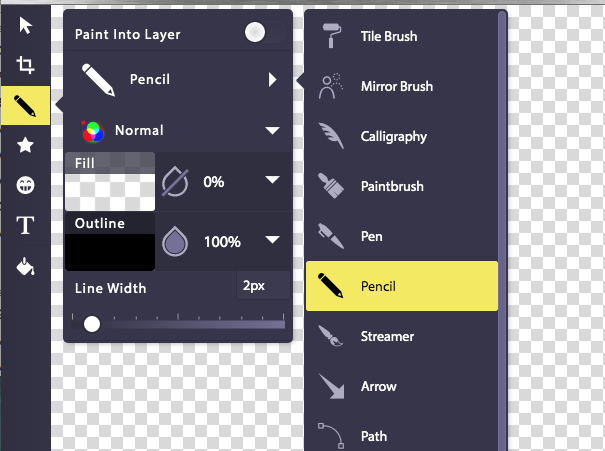 Paint Into Layer
Pencil
Normal
Fill
0%
Outline
100%
Line Width
2px
T
Tile Brush
Mirror Brush
Calligraphy
Paintbrush
Pen
Pencil
Streamer
Arrow
Path